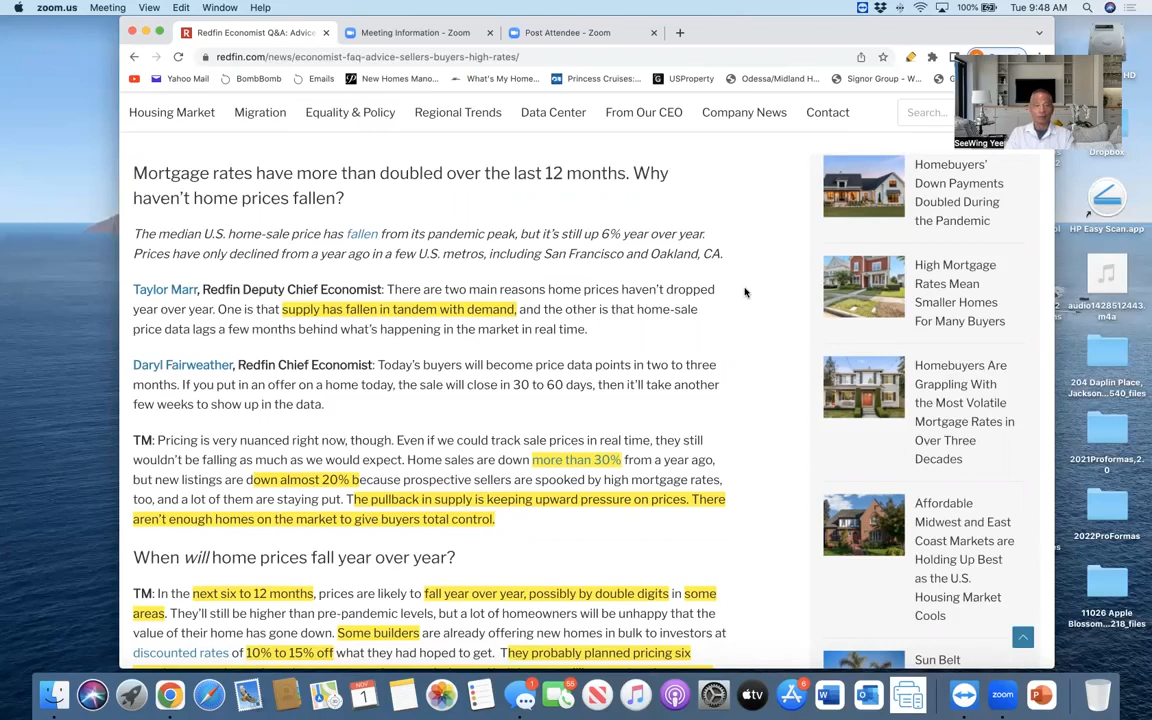 zoom.us Meeting View Edit Window Help
100% Tue 9:48 AM
Redfin Economist Q&A: Advice
Meeting Information - Zoom
Post Attendee - Zoom
redfin.com/news/economist-faq-advice-sellers-buyers-high-rates/
Yahoo Mail BombBomb Emails New Homes Mano... What's My Home... Princess Cruises:... USProperty Odessa/Midland H... Signor Group - W...
Housing Market Migration Equality & Policy Regional Trends Data Center From Our CEO Company News Contact Search...
SeeWing Yee
HD
Dropbox
HP Easy Scan.app
audio1428512443.
m4a
204 Daplin Place,
Jackson...540_files
2021Proformas,2.
0
2022ProFormas
11026 Apple
Blossom...218_files
Mortgage rates have more than doubled over the last 12 months. Why
haven't home prices fallen?
The median U.S. home-sale price has fallen from its pandemic peak, but it's still up 6% year over year.
Prices have only declined from a year ago in a few U.S. metros, including San Francisco and Oakland, CA.
Taylor Marr, Redfin Deputy Chief Economist: There are two main reasons home prices haven't dropped
year over year. One is that supply has fallen in tandem with demand, and the other is that home-sale
price data lags a few months behind what's happening in the market in real time.
Daryl Fairweather, Redfin Chief Economist: Today's buyers will become price data points in two to three
months. If you put in an offer on a home today, the sale will close in 30 to 60 days, then it'll take another
few weeks to show up in the data.
TM: Pricing is very nuanced right now, though. Even if we could track sale prices in real time, they still
wouldn't be falling as much as we would expect. Home sales are down more than 30% from a year ago,
but new listings are down almost 20% because prospective sellers are spooked by high mortgage rates,
too, and a lot of them are staying put. The pullback in supply is keeping upward pressure on prices. There
aren't enough homes on the market to give buyers total control.
When will home prices fall year over year?
TM: In the next six to 12 months, prices are likely to fall year over year, possibly by double digits in some
areas. They'll still be higher than pre-pandemic levels, but a lot of homeowners will be unhappy that the
value of their home has gone down. Some builders are already offering new homes in bulk to investors at
discounted rates of 10% to 15% off what they had hoped to get. They probably planned pricing six
Homebuyers'
Down Payments
Doubled During
the Pandemic
High Mortgage
Rates Mean
Smaller Homes
For Many Buyers
Homebuyers Are
Grappling With
the Most Volatile
Mortgage Rates in
Over Three
Decades
Affordable
Midwest and East
Coast Markets are
Holding Up Best
as the U.S.
Housing Market
Cools
Sun Belt
NOV
1
1
55
6
tv
zoom